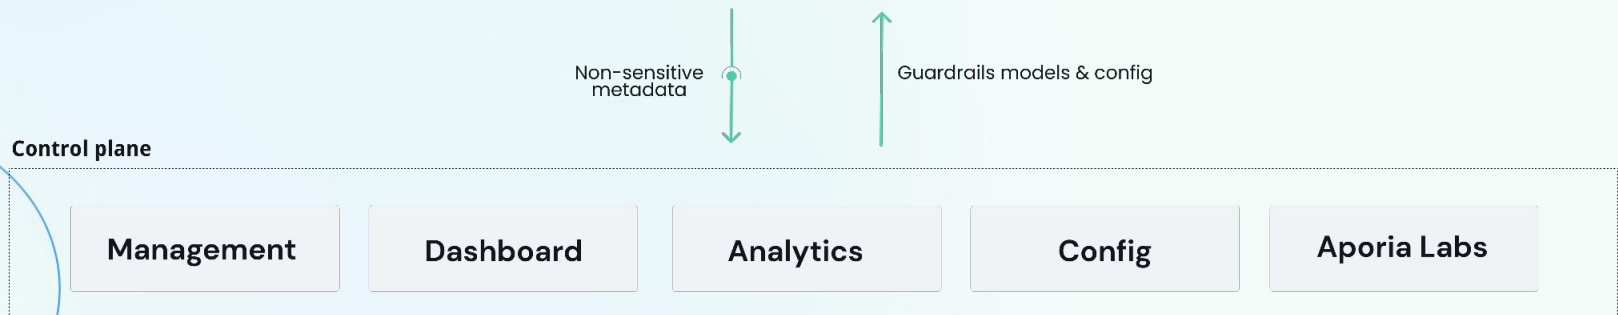 Non-sensitive
metadata
Guardrails models & config
Control plane
Management
Dashboard
Analytics
Config
Aporia Labs